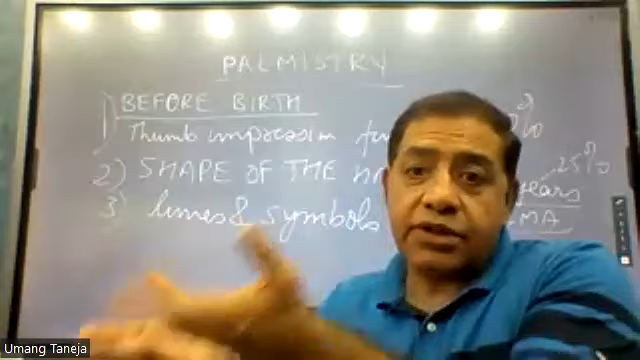 PALMISTRY
1) BEFORE BIRTH
Thumb impression %
2) SHAPE OF THE 25%
years
3) lines & symbols MA
Umang Taneja